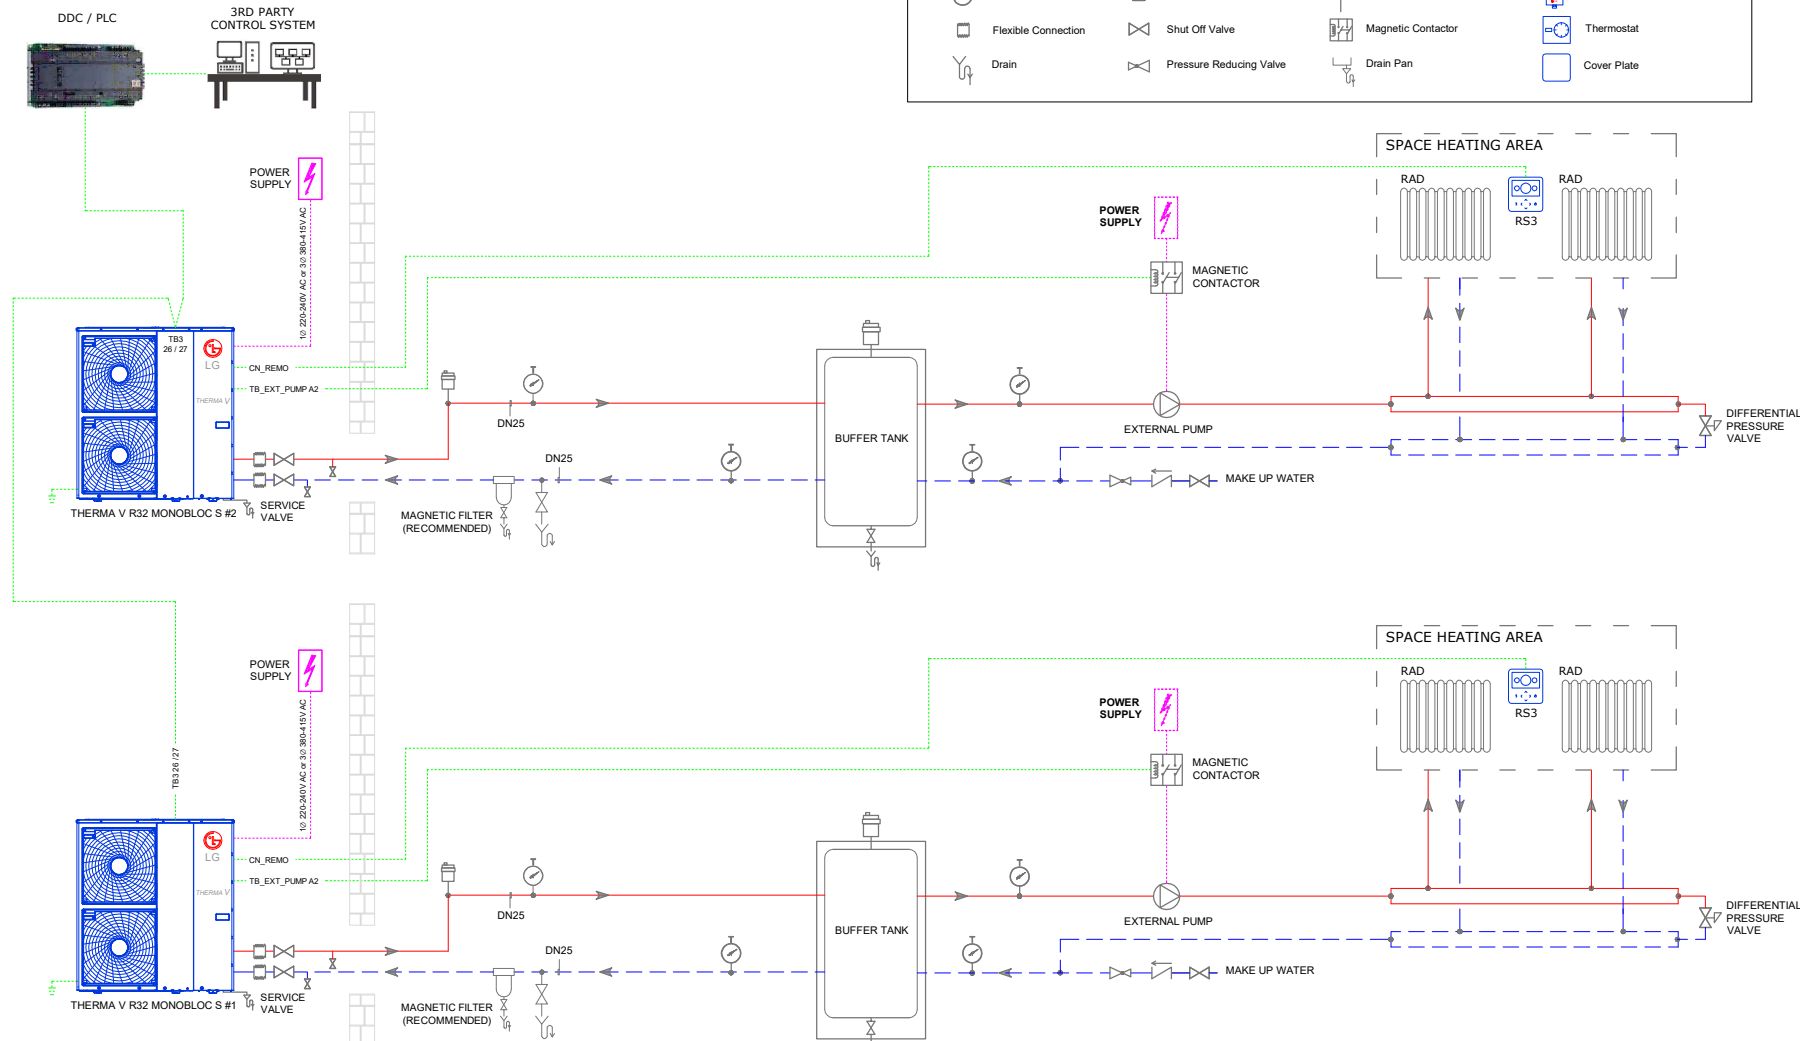 DDC / PLC
3RD PARTY
CONTROL SYSTEM
Flexible Connection
Shut Off Valve
Magnetic Contactor
Thermostat
Drain
Pressure Reducing Valve
Drain Pan
Cover Plate
POWER
SUPPLY
1Ø 220-240V AC or 3Ø 380-415V AC
SPACE HEATING AREA
RAD
RAD
RS3
POWER
SUPPLY
MAGNETIC
CONTACTOR
TB3
26 / 27
LG
THERMA V
CN_REMO
TB_EXT_PUMP A2
DN25
BUFFER TANK
EXTERNAL PUMP
DIFFERENTIAL
PRESSURE
VALVE
DN25
MAKE UP WATER
SERVICE
VALVE
THERMA V R32 MONOBLOC S #2
MAGNETIC FILTER
(RECOMMENDED)
TB3 26 /27
POWER
SUPPLY
1Ø 220-240V AC or 3Ø 380-415V AC
SPACE HEATING AREA
RAD
RAD
RS3
POWER
SUPPLY
MAGNETIC
CONTACTOR
LG
THERMA V
CN_REMO
TB_EXT_PUMP A2
DN25
BUFFER TANK
EXTERNAL PUMP
DIFFERENTIAL
PRESSURE
VALVE
DN25
MAKE UP WATER
SERVICE
VALVE
THERMA V R32 MONOBLOC S #1
MAGNETIC FILTER
(RECOMMENDED)